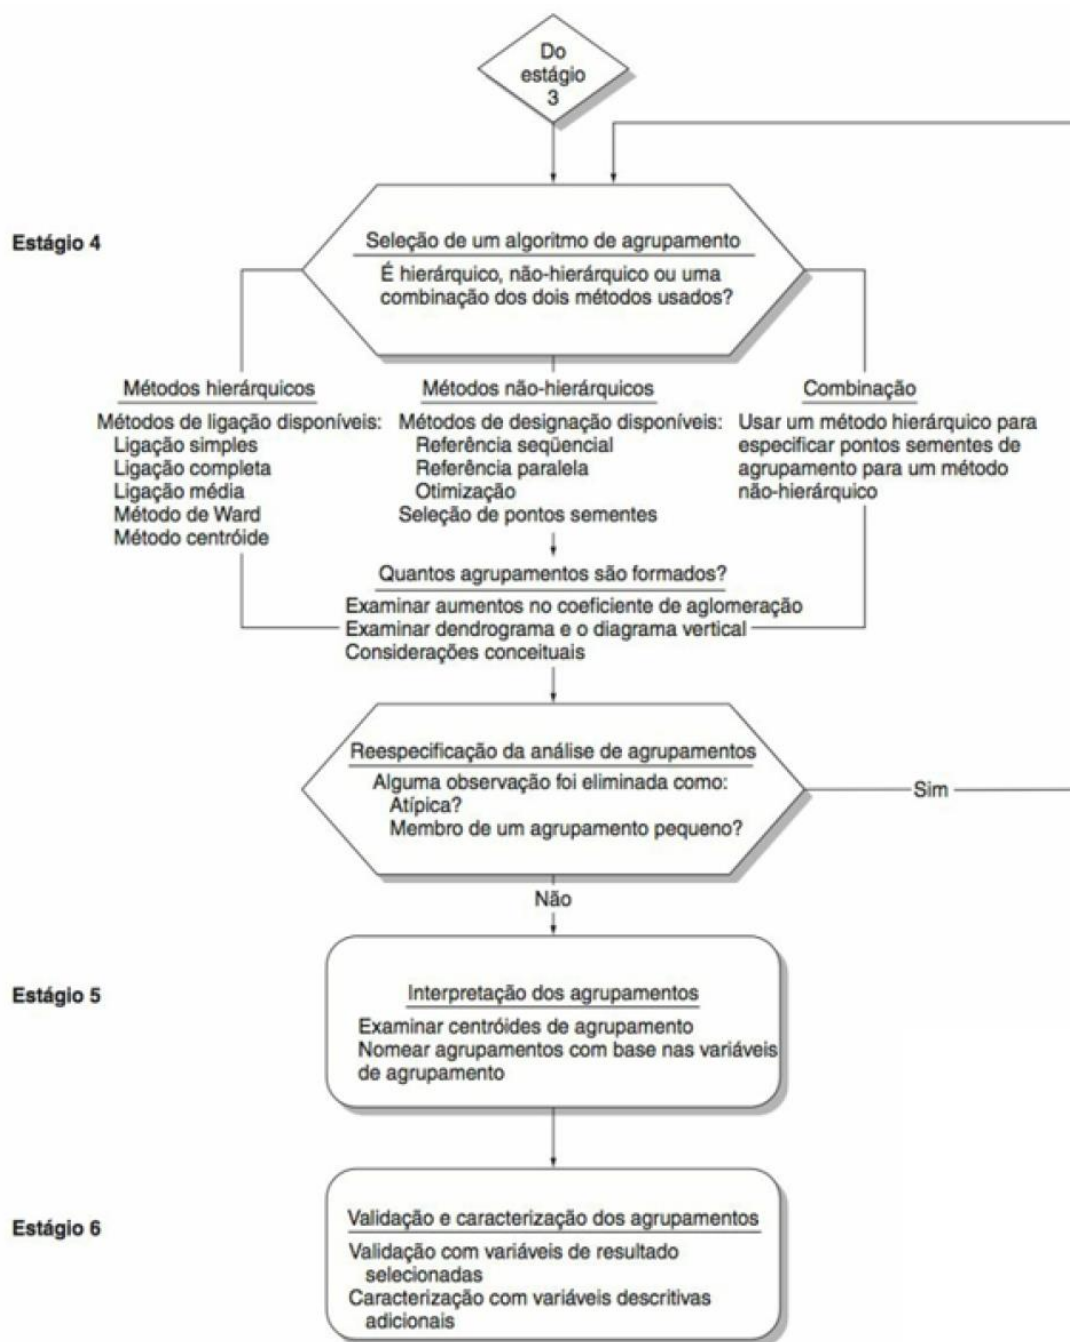 Do
estágio
3
Estágio 4
Seleção de um algoritmo de agrupamento
É hierárquico, não-hierárquico ou uma
combinação dos dois métodos usados?
Métodos hierárquicos
Métodos de ligação disponíveis:
Ligação simples
Ligação completa
Ligação média
Método de Ward
Método centróide
Métodos não-hierárquicos
Métodos de designação disponíveis:
Referência seqüencial
Referência paralela
Otimização
Seleção de pontos sementes
Combinação
Usar um método hierárquico para
especificar pontos sementes de
agrupamento para um método
não-hierárquico
Quantos agrupamentos são formados?
Examinar aumentos no coeficiente de aglomeração
Examinar dendrograma e o diagrama vertical
Considerações conceituais
Reespecificação da análise de agrupamentos
Alguma observação foi eliminada como:
Atípica?
Membro de um agrupamento pequeno?
Sim
Não
Estágio 5
Interpretação dos agrupamentos
Examinar centróides de agrupamento
Nomear agrupamentos com base nas variáveis
de agrupamento
Estágio 6
Validação e caracterização dos agrupamentos
Validação com variáveis de resultado
selecionadas
Caracterização com variáveis descritivas
adicionais